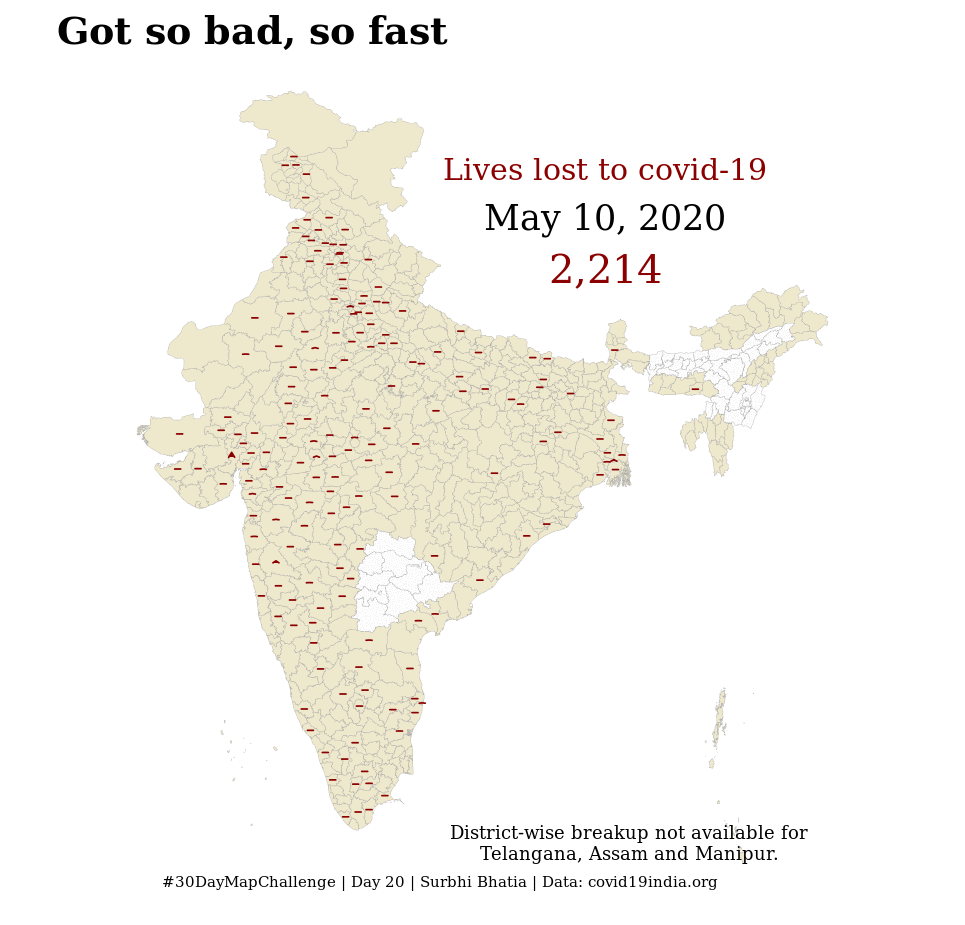 Got so bad, so fast
Lives lost to covid-19
May 10, 2020
2,214
District-wise breakup not available for
Telangana, Assam and Manipur.
#30DayMapChallenge | Day 20 | Surbhi Bhatia | Data: covid19india.org